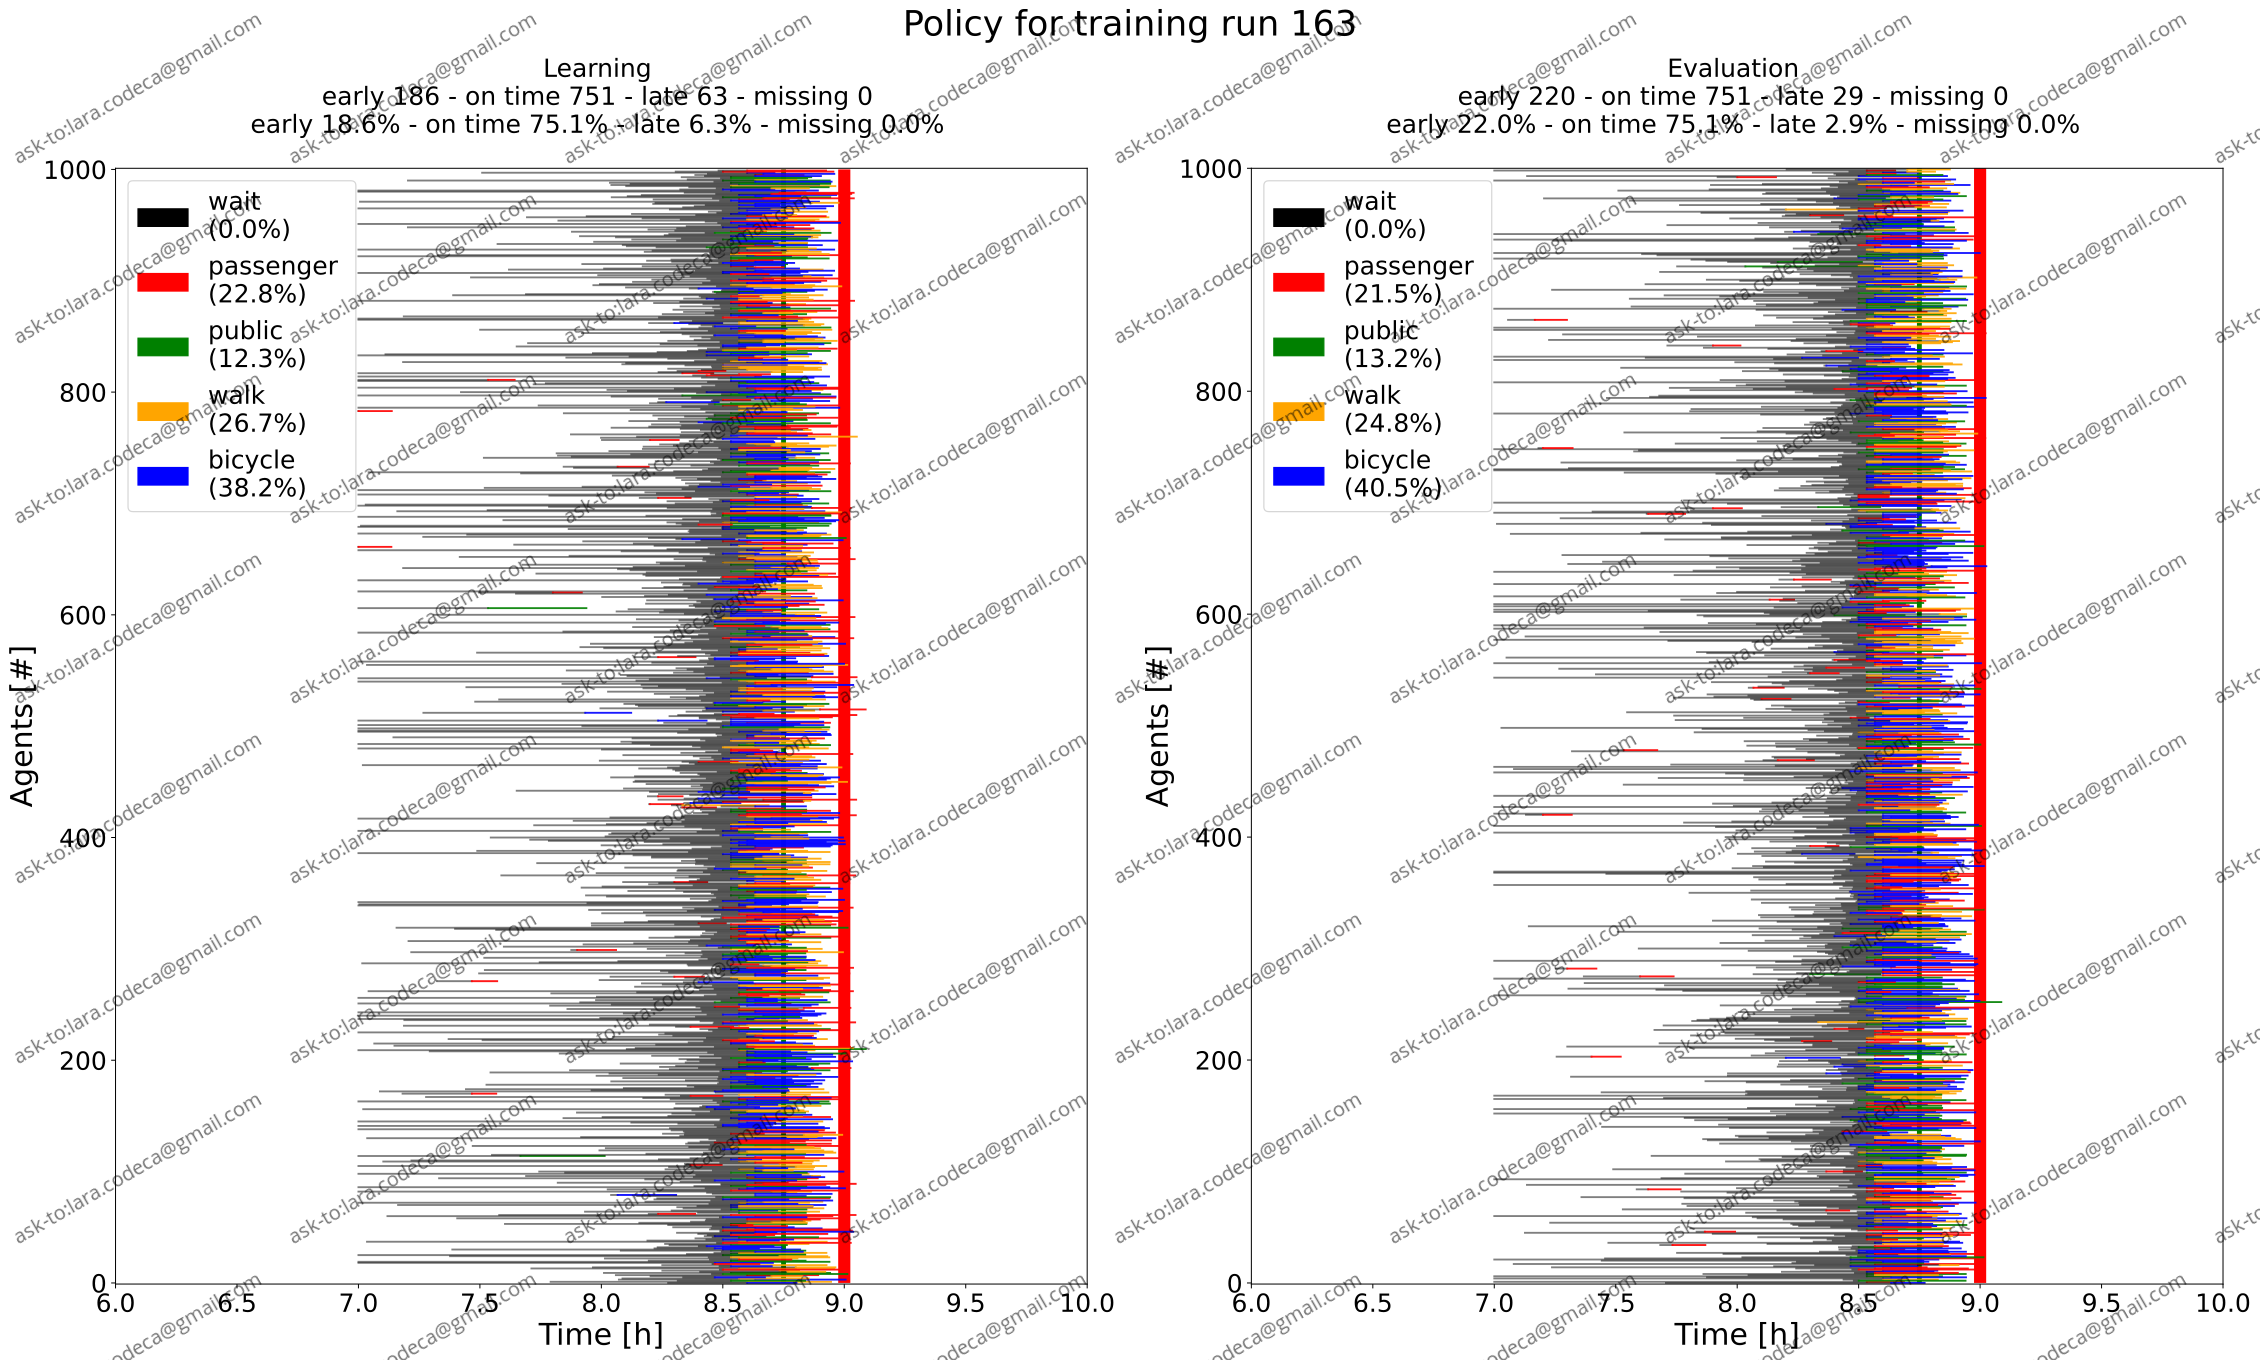 Policy for training run 163
Learning
early 186 - on time 751 - late 63 - missing 0
early 18.6% - on time 75.1% - late 6.3% - missing 0.0%
Evaluation
early 220 - on time 751 - late 29 - missing 0
early 22.0% - on time 75.1% - late 2.9% - missing 0.0%
wait
(0.0%)
passenger
(22.8%)
public
(12.3%)
walk
(26.7%)
bicycle
(38.2%)
wait
(0.0%)
passenger
(21.5%)
public
(13.2%)
walk
(24.8%)
bicycle
(40.5%)
1000
800
600
400
200
0
Agents [#]
6.0 6.5 7.0 7.5 8.0 8.5 9.0 9.5 10.0
Time [h]
1000
800
600
400
200
0
Agents [#]
6.0 6.5 7.0 7.5 8.0 8.5 9.0 9.5 10.0
Time [h]
ask-to:lara.codeca@gmail.com